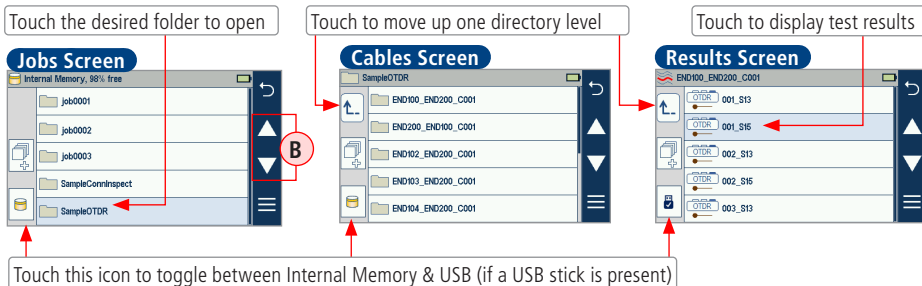 Touch the desired folder to open
Touch to move up one directory level
Touch to display test results
Jobs Screen
Internal Memory, 98% free
job0001
job0002
job0003
SampleConnInspect
SampleOTDR
B
Cables Screen
SampleOTDR
END100_END200_C001
END200_END100_C001
END102_END200_C001
END103_END200_C001
END104_END200_C001
Results Screen
END100_END200_C001
OTDR 001_S13
OTDR 001_S15
OTDR 002_S13
OTDR 002_S15
OTDR 003_S13
Touch this icon to toggle between Internal Memory & USB (if a USB stick is present)